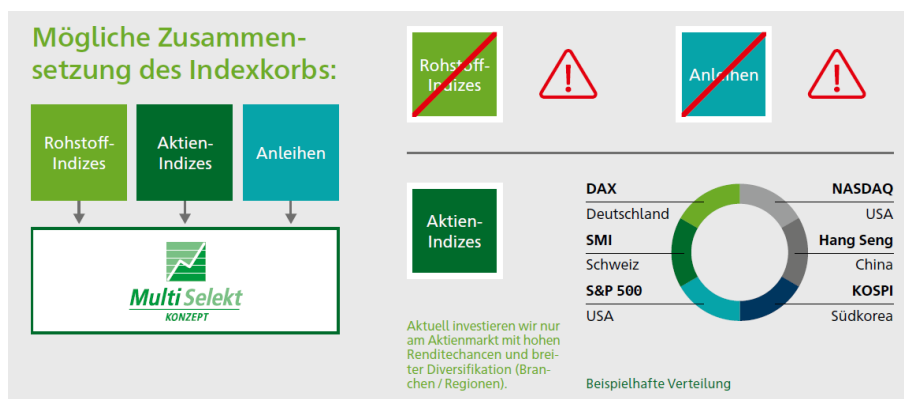 Mögliche Zusammen-
setzung des Indexkorbs:
Rohstoff-
Indizes
Aktien-
Indizes
Anleihen
Multi Selekt
KONZEPT
Rohstoff-
Indizes
!
Anleihen
!
Aktien-
Indizes
Aktuell investieren wir nur
am Aktienmarkt mit hohen
Renditechancen und brei-
ter Diversifikation (Bran-
chen / Regionen).
DAX
Deutschland
SMI
Schweiz
S&P 500
USA
NASDAQ
USA
Hang Seng
China
KOSPI
Südkorea
Beispielhafte Verteilung